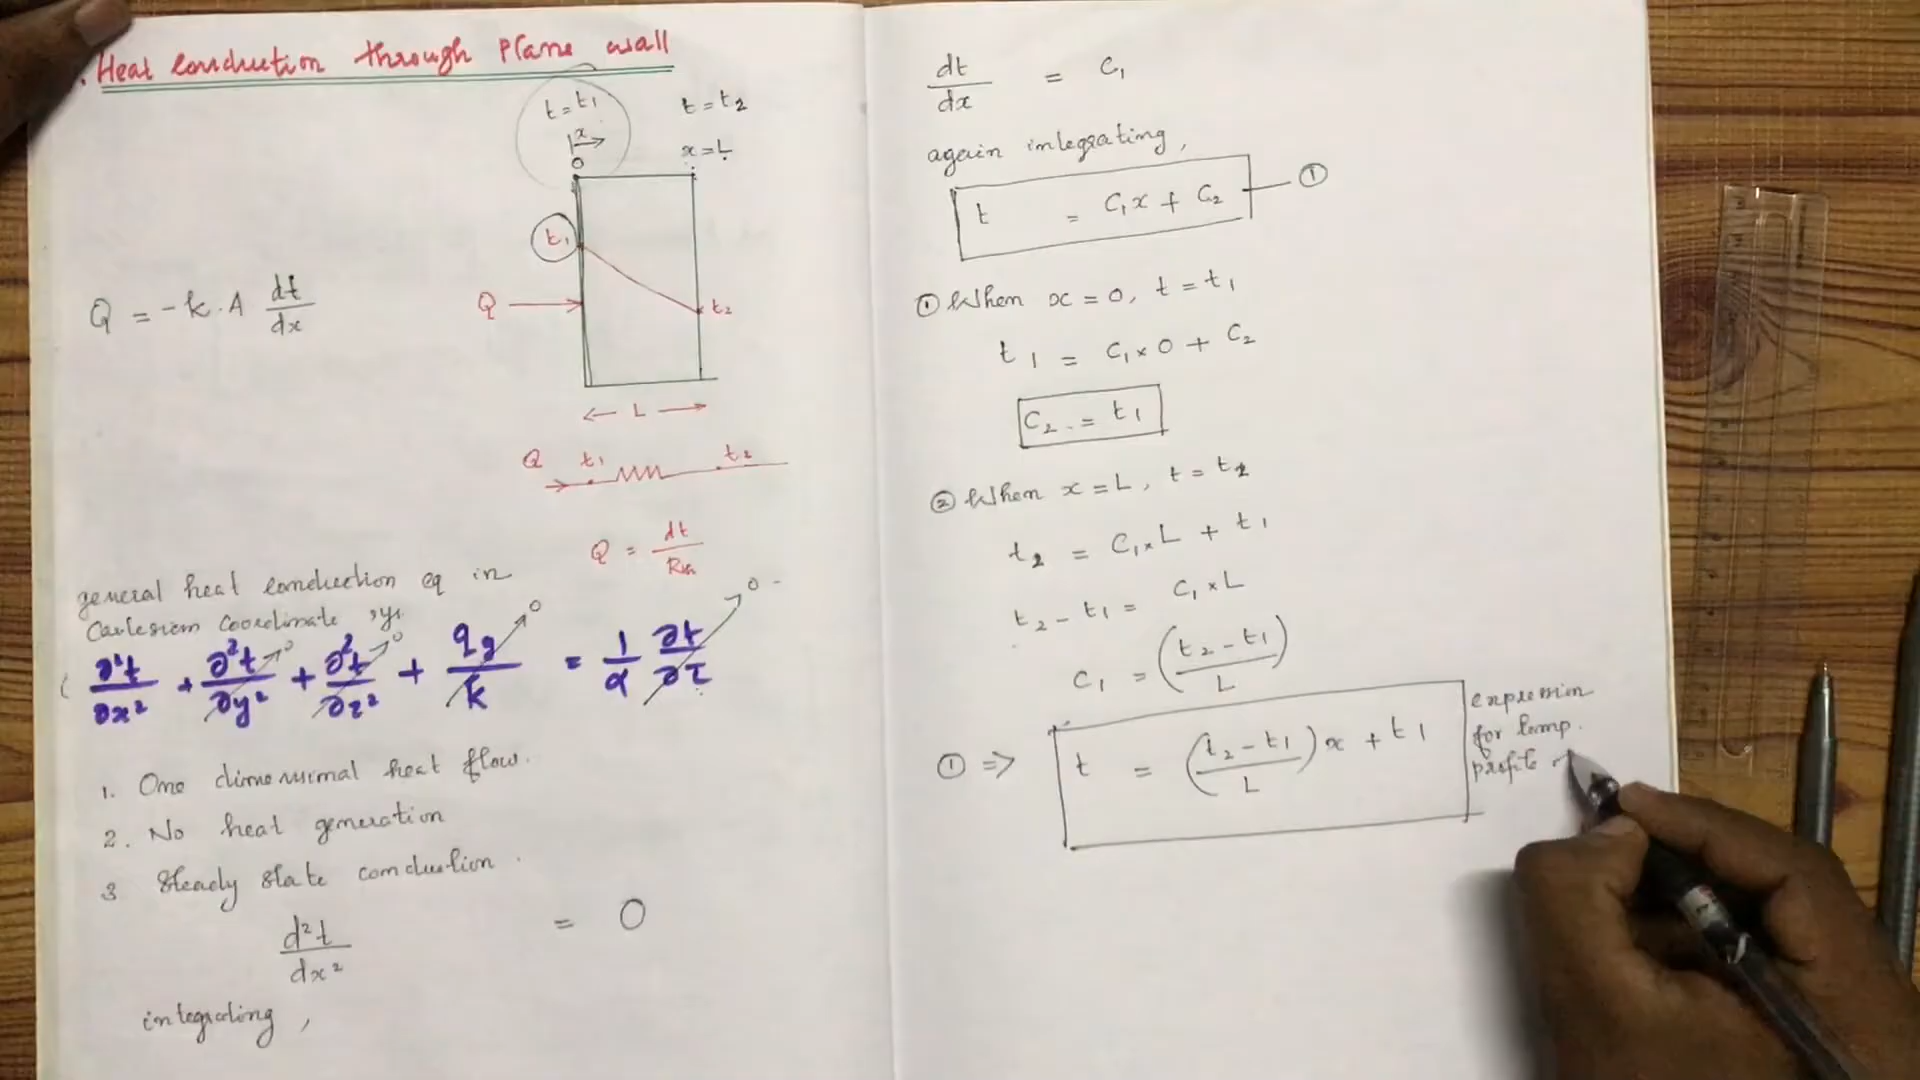 Heat conduction through Plane wall
t = t₁
t = t₂
x
0
x = L
t₁
Q = -k . A dt/dx
Q
t₂
L
Q t₁ t₂
Q = dt/Rth
general heat conduction eq in
Cartesian Coordinate sys
∂²t/∂x² + ∂²t/∂y² → 0 + ∂²t/∂z² → 0 + qg/k → 0 = 1/α ∂t/∂τ → 0
1. One dimensional heat flow.
2. No heat generation
3 Steady state conduction.
d²t/dx² = 0
integrating,
dt/dx = C₁
again integrating,
t = C₁x + C₂ — ①
① When x = 0, t = t₁
t₁ = C₁ × 0 + C₂
C₂ = t₁
② When x = L, t = t₂
t₂ = C₁ × L + t₁
t₂ - t₁ = C₁ × L
C₁ = (t₂ - t₁/L)
① ⇒ t = (t₂ - t₁/L) x + t₁
expression
for temp.
profile